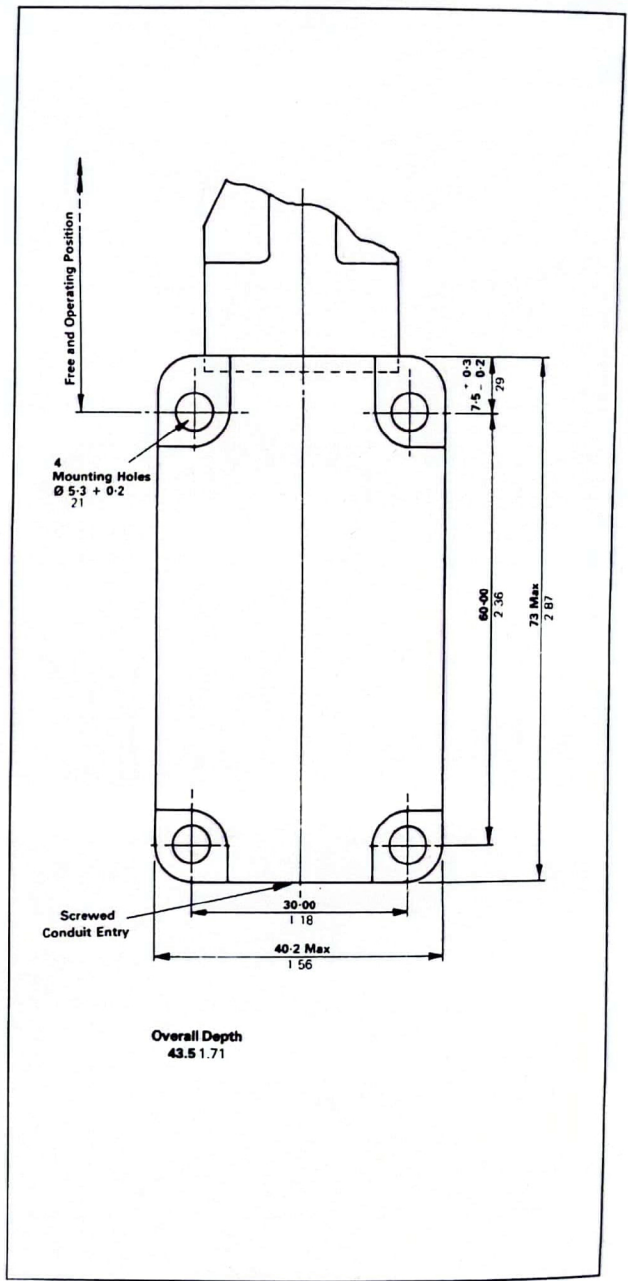 Free and Operating Position
4
Mounting Holes
Ø 5·3 + 0·2
21
7·5 + 0·3
- 0·2
29
60·00
2 36
73 Max
2 87
Screwed
Conduit Entry
30·00
1 18
40·2 Max
1 56
Overall Depth
43.5 1.71